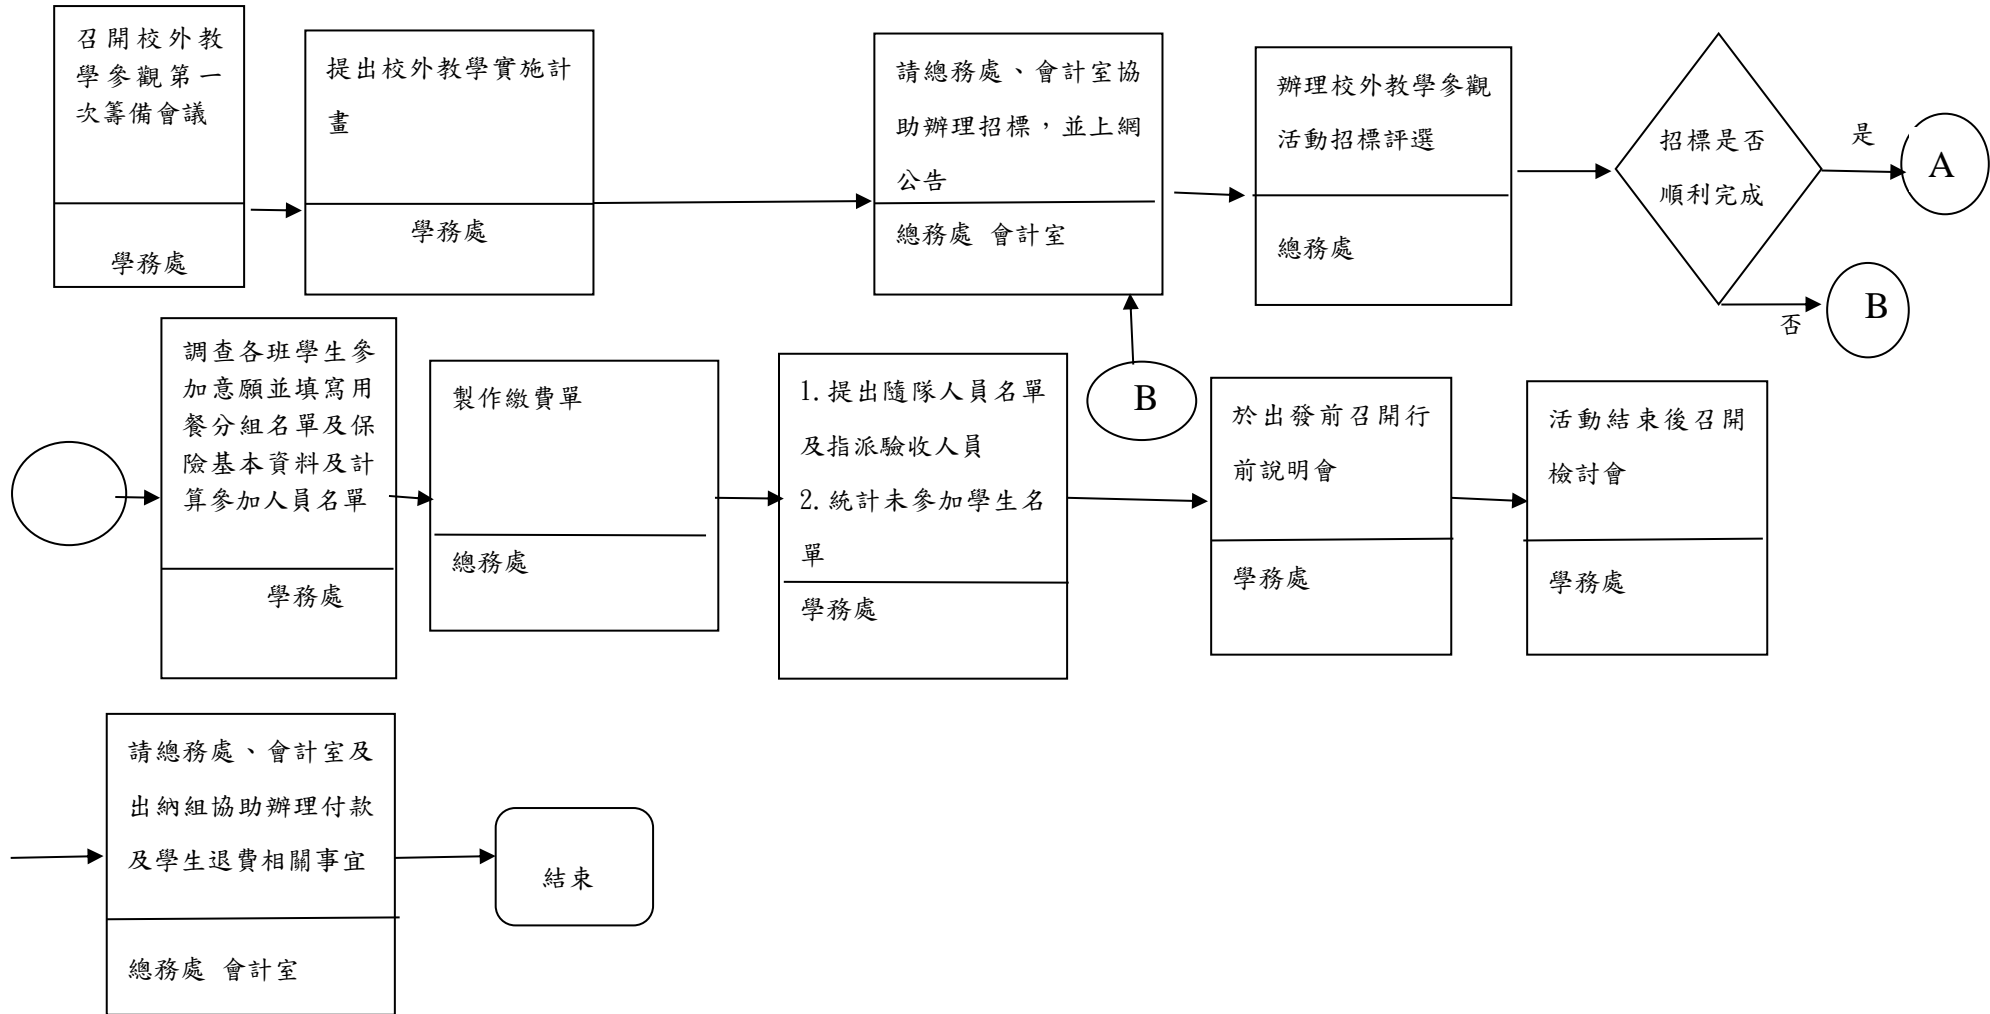 召開校外教
學參觀第一
次籌備會議
學務處
提出校外教學實施計
畫
學務處
請總務處、會計室協
助辦理招標，並上網
公告
總務處 會計室
辦理校外教學參觀
活動招標評選
總務處
招標是否
順利完成
是
A
否
B
調查各班學生參
加意願並填寫用
餐分組名單及保
險基本資料及計
算參加人員名單
學務處
製作繳費單
總務處
1.提出隨隊人員名單
及指派驗收人員
2.統計未參加學生名
單
學務處
B
於出發前召開行
前說明會
學務處
活動結束後召開
檢討會
學務處
請總務處、會計室及
出納組協助辦理付款
及學生退費相關事宜
總務處 會計室
結束